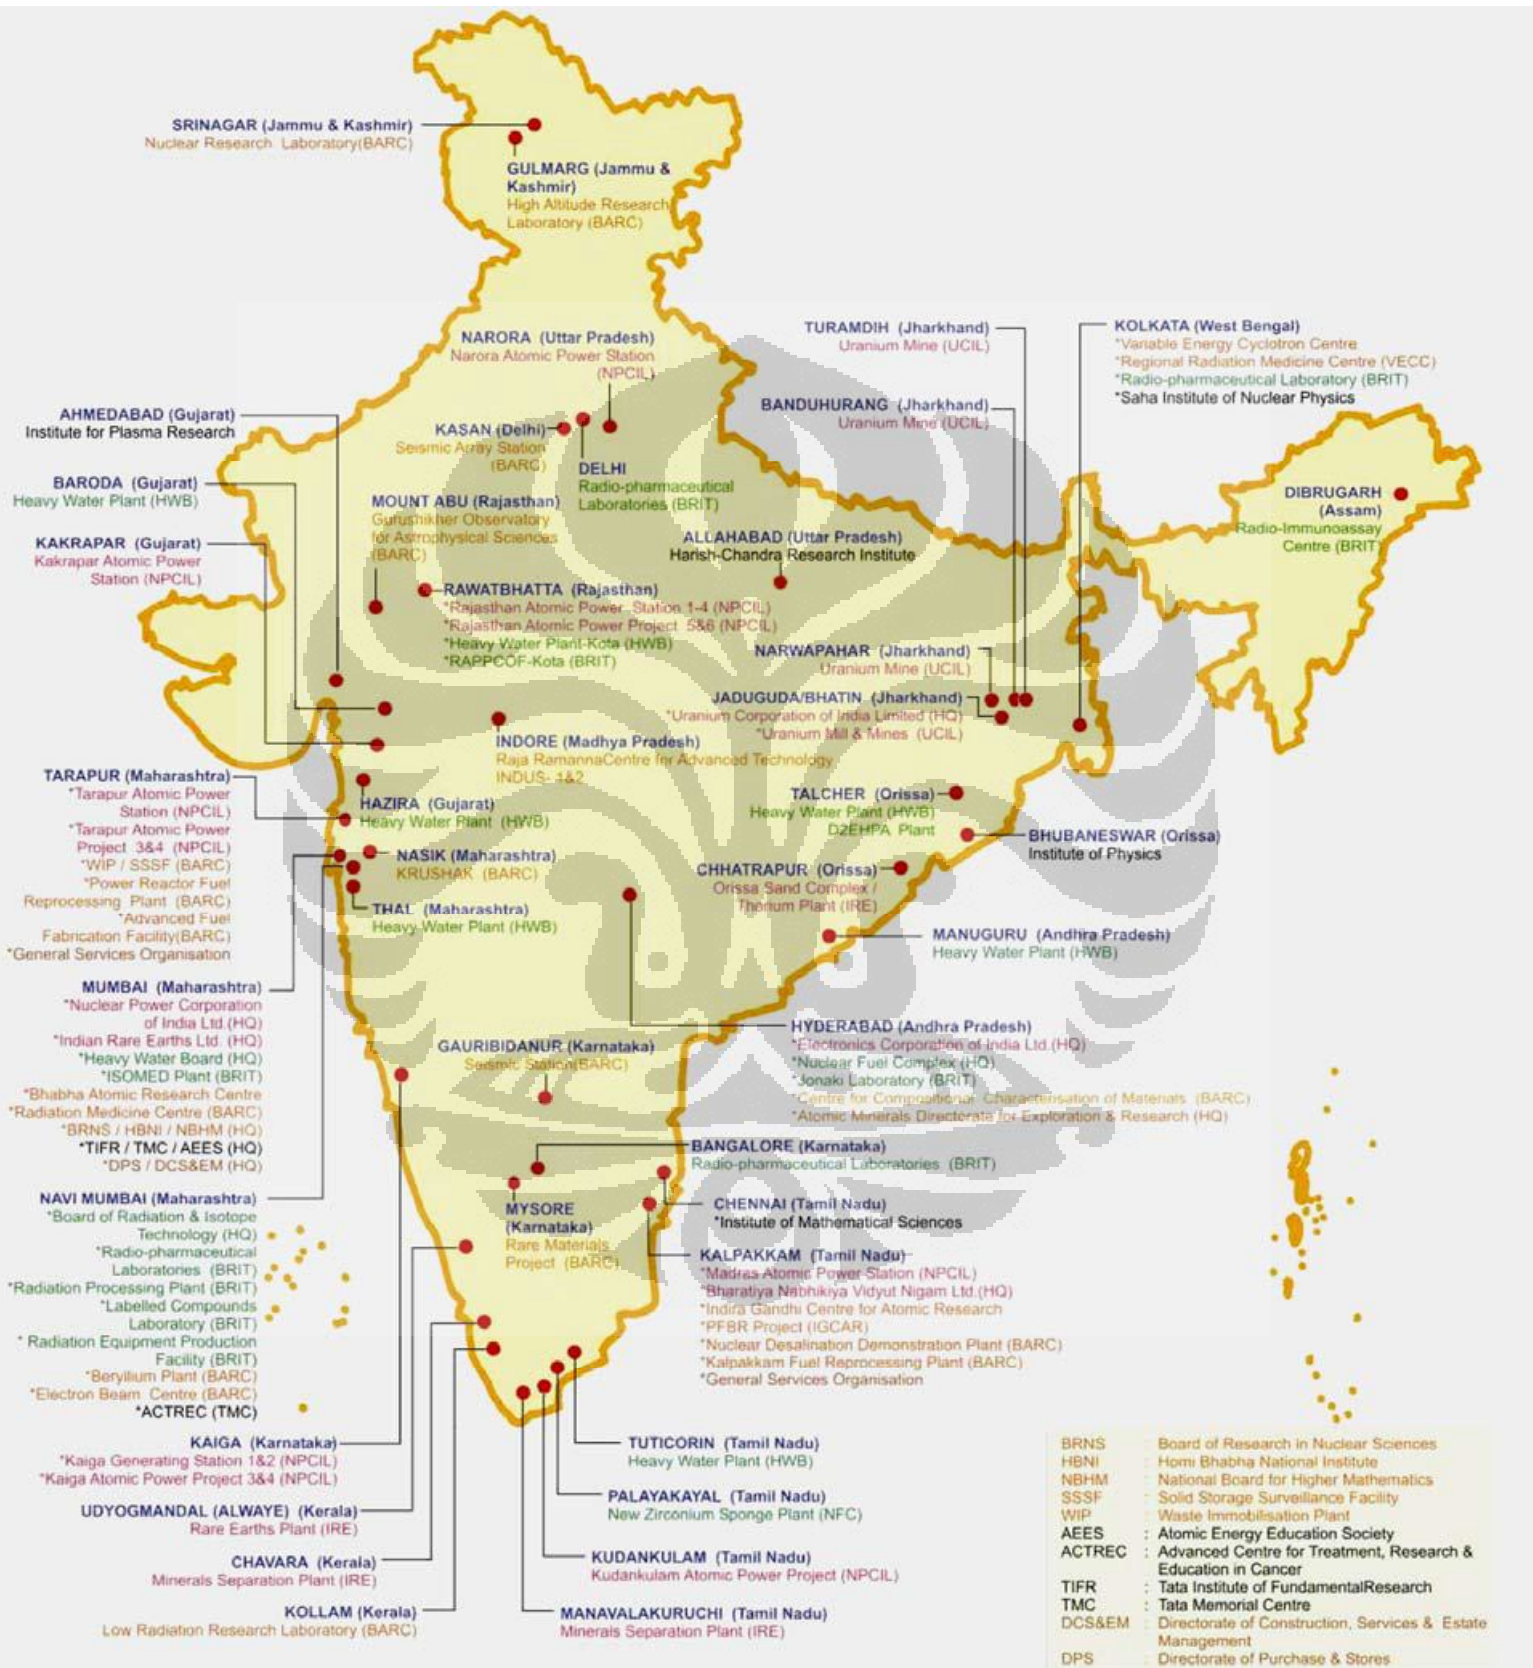 SRINAGAR (Jammu & Kashmir)
Nuclear Research Laboratory(BARC)
GULMARG (Jammu &
Kashmir)
High Altitude Research
Laboratory (BARC)
NARORA (Uttar Pradesh)
Narora Atomic Power Station
(NPCIL)
TURAMDIH (Jharkhand)
Uranium Mine (UCIL)
KOLKATA (West Bengal)
*Variable Energy Cyclotron Centre
*Regional Radiation Medicine Centre (VECC)
*Radio-pharmaceutical Laboratory (BRIT)
*Saha Institute of Nuclear Physics
BANDUHURANG (Jharkhand)
Uranium Mine (UCIL)
AHMEDABAD (Gujarat)
Institute for Plasma Research
KASAN (Delhi)
Seismic Array Station
(BARC)
DELHI
Radio-pharmaceutical
Laboratories (BRIT)
BARODA (Gujarat)
Heavy Water Plant (HWB)
MOUNT ABU (Rajasthan)
Gurushikher Observatory
for Astrophysical Sciences
(BARC)
DIBRUGARH
(Assam)
Radio-Immunoassay
Centre (BRIT)
KAKRAPAR (Gujarat)
Kakrapar Atomic Power
Station (NPCIL)
ALLAHABAD (Uttar Pradesh)
Harish-Chandra Research Institute
RAWATBHATTA (Rajasthan)
*Rajasthan Atomic Power Station 1-4 (NPCIL)
*Rajasthan Atomic Power Project 5&6 (NPCIL)
*Heavy Water Plant-Kota (HWB)
*RAPPCOF-Kota (BRIT)
NARWAPAHAR (Jharkhand)
Uranium Mine (UCIL)
JADUGUDA/BHATIN (Jharkhand)
*Uranium Corporation of India Limited (HQ)
*Uranium Mill & Mines (UCIL)
INDORE (Madhya Pradesh)
Raja RamannaCentre for Advanced Technology
INDUS- 1&2
TARAPUR (Maharashtra)
*Tarapur Atomic Power
Station (NPCIL)
*Tarapur Atomic Power
Project 3&4 (NPCIL)
*WIP / SSSF (BARC)
*Power Reactor Fuel
Reprocessing Plant (BARC)
*Advanced Fuel
Fabrication Facility(BARC)
*General Services Organisation
HAZIRA (Gujarat)
Heavy Water Plant (HWB)
TALCHER (Orissa)
Heavy Water Plant (HWB)
D2EHPA Plant
BHUBANESWAR (Orissa)
Institute of Physics
NASIK (Maharashtra)
KRUSHAK (BARC)
CHHATRAPUR (Orissa)
Orissa Sand Complex /
Thorium Plant (IRE)
THAL (Maharashtra)
Heavy Water Plant (HWB)
MANUGURU (Andhra Pradesh)
Heavy Water Plant (HWB)
MUMBAI (Maharashtra)
*Nuclear Power Corporation
of India Ltd.(HQ)
*Indian Rare Earths Ltd. (HQ)
*Heavy Water Board (HQ)
*ISOMED Plant (BRIT)
*Bhabha Atomic Research Centre
*Radiation Medicine Centre (BARC)
*BRNS / HBNI / NBHM (HQ)
*TIFR / TMC / AEES (HQ)
*DPS / DCS&EM (HQ)
HYDERABAD (Andhra Pradesh)
*Electronics Corporation of India Ltd.(HQ)
*Nuclear Fuel Complex (HQ)
*Jonaki Laboratory (BRIT)
*Centre for Compositional Characterisation of Materials (BARC)
*Atomic Minerals Directorate for Exploration & Research (HQ)
GAURIBIDANUR (Karnataka)
Seismic Station(BARC)
BANGALORE (Karnataka)
Radio-pharmaceutical Laboratories (BRIT)
NAVI MUMBAI (Maharashtra)
*Board of Radiation & Isotope
Technology (HQ)
*Radio-pharmaceutical
Laboratories (BRIT)
*Radiation Processing Plant (BRIT)
*Labelled Compounds
Laboratory (BRIT)
* Radiation Equipment Production
Facility (BRIT)
*Beryllium Plant (BARC)
*Electron Beam Centre (BARC)
*ACTREC (TMC)
MYSORE
(Karnataka)
Rare Materials
Project (BARC)
CHENNAI (Tamil Nadu)
*Institute of Mathematical Sciences
KALPAKKAM (Tamil Nadu)
*Madras Atomic Power Station (NPCIL)
*Bharatiya Nabhikiya Vidyut Nigam Ltd.(HQ)
*Indira Gandhi Centre for Atomic Research
*PFBR Project (IGCAR)
*Nuclear Desalination Demonstration Plant (BARC)
*Kalpakkam Fuel Reprocessing Plant (BARC)
*General Services Organisation
KAIGA (Karnataka)
*Kaiga Generating Station 1&2 (NPCIL)
*Kaiga Atomic Power Project 3&4 (NPCIL)
UDYOGMANDAL (ALWAYE) (Kerala)
Rare Earths Plant (IRE)
CHAVARA (Kerala)
Minerals Separation Plant (IRE)
KOLLAM (Kerala)
Low Radiation Research Laboratory (BARC)
TUTICORIN (Tamil Nadu)
Heavy Water Plant (HWB)
PALAYAKAYAL (Tamil Nadu)
New Zirconium Sponge Plant (NFC)
KUDANKULAM (Tamil Nadu)
Kudankulam Atomic Power Project (NPCIL)
MANAVALAKURUCHI (Tamil Nadu)
Minerals Separation Plant (IRE)
BRNS : Board of Research in Nuclear Sciences
HBNI : Homi Bhabha National Institute
NBHM : National Board for Higher Mathematics
SSSF : Solid Storage Surveillance Facility
WIP : Waste Immobilisation Plant
AEES : Atomic Energy Education Society
ACTREC : Advanced Centre for Treatment, Research &
Education in Cancer
TIFR : Tata Institute of FundamentalResearch
TMC : Tata Memorial Centre
DCS&EM : Directorate of Construction, Services & Estate
Management
DPS : Directorate of Purchase & Stores